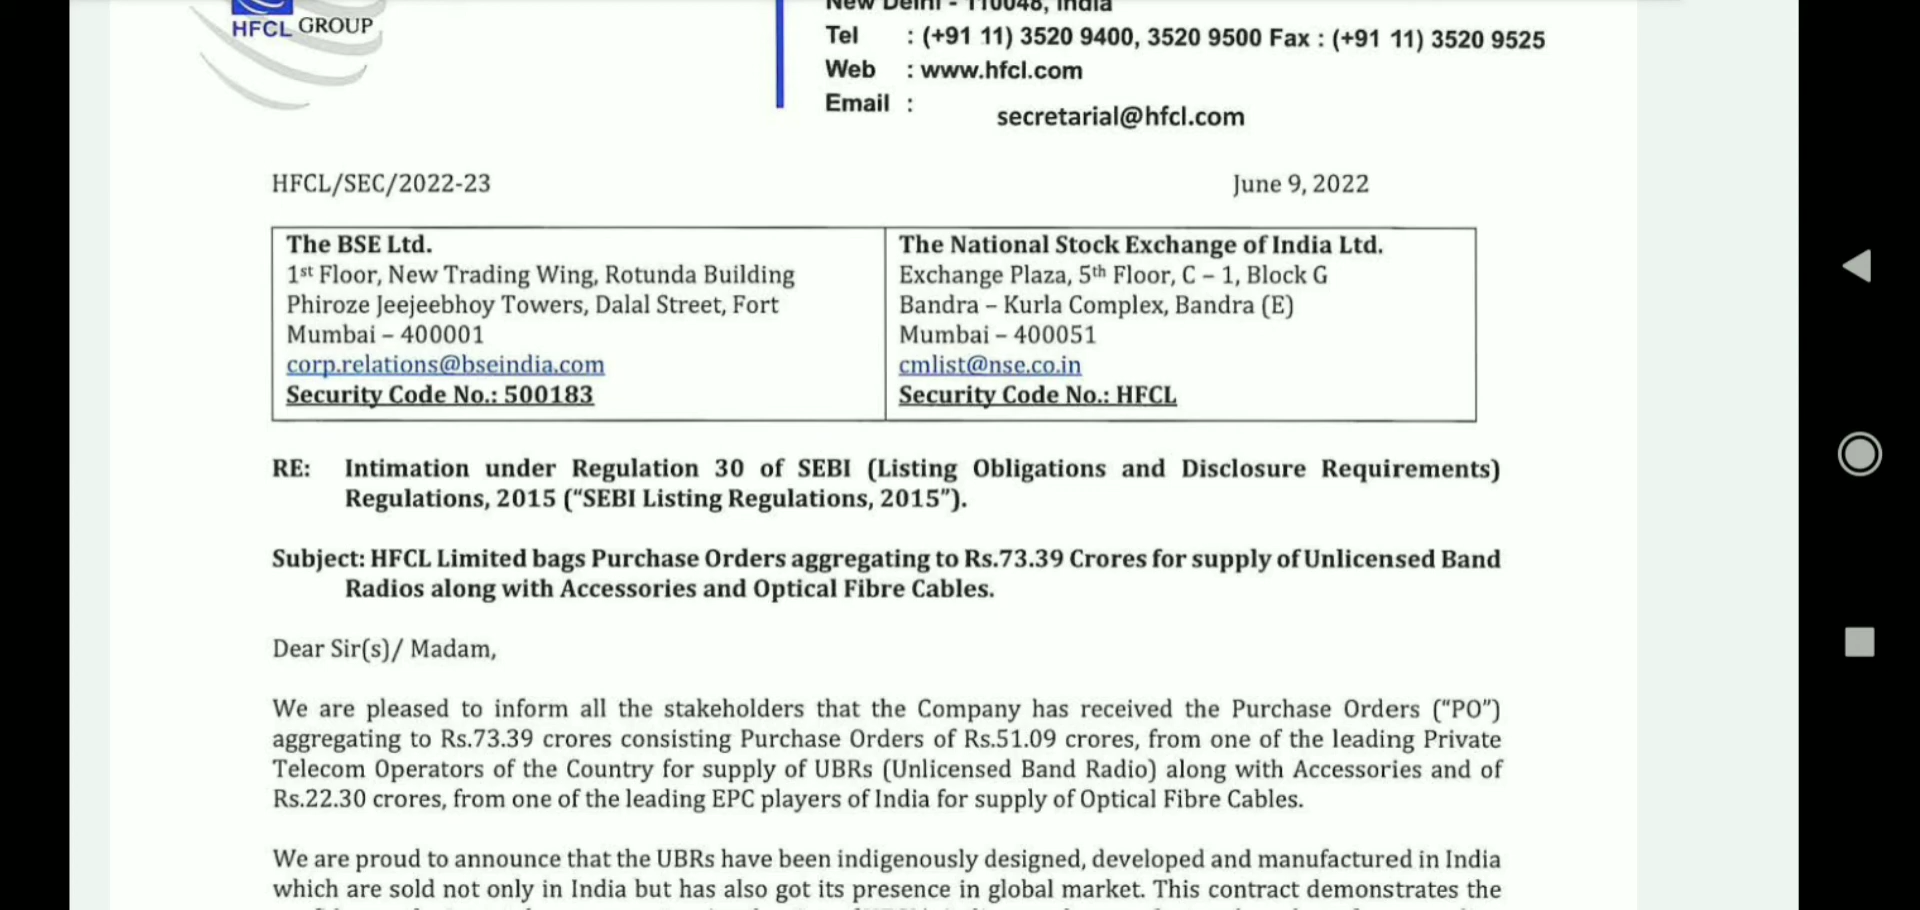 HFCL GROUP
New Delhi - 110048, India
Tel : (+91 11) 3520 9400, 3520 9500 Fax : (+91 11) 3520 9525
Web : www.hfcl.com
Email :
secretarial@hfcl.com
HFCL/SEC/2022-23
June 9, 2022
The BSE Ltd.
1st Floor, New Trading Wing, Rotunda Building
Phiroze Jeejeebhoy Towers, Dalal Street, Fort
Mumbai – 400001
corp.relations@bseindia.com
Security Code No.: 500183
The National Stock Exchange of India Ltd.
Exchange Plaza, 5th Floor, C – 1, Block G
Bandra – Kurla Complex, Bandra (E)
Mumbai – 400051
cmlist@nse.co.in
Security Code No.: HFCL
RE: Intimation under Regulation 30 of SEBI (Listing Obligations and Disclosure Requirements)
Regulations, 2015 (“SEBI Listing Regulations, 2015”).
Subject: HFCL Limited bags Purchase Orders aggregating to Rs.73.39 Crores for supply of Unlicensed Band
Radios along with Accessories and Optical Fibre Cables.
Dear Sir(s)/ Madam,
We are pleased to inform all the stakeholders that the Company has received the Purchase Orders (“PO”)
aggregating to Rs.73.39 crores consisting Purchase Orders of Rs.51.09 crores, from one of the leading Private
Telecom Operators of the Country for supply of UBRs (Unlicensed Band Radio) along with Accessories and of
Rs.22.30 crores, from one of the leading EPC players of India for supply of Optical Fibre Cables.
We are proud to announce that the UBRs have been indigenously designed, developed and manufactured in India
which are sold not only in India but has also got its presence in global market. This contract demonstrates the